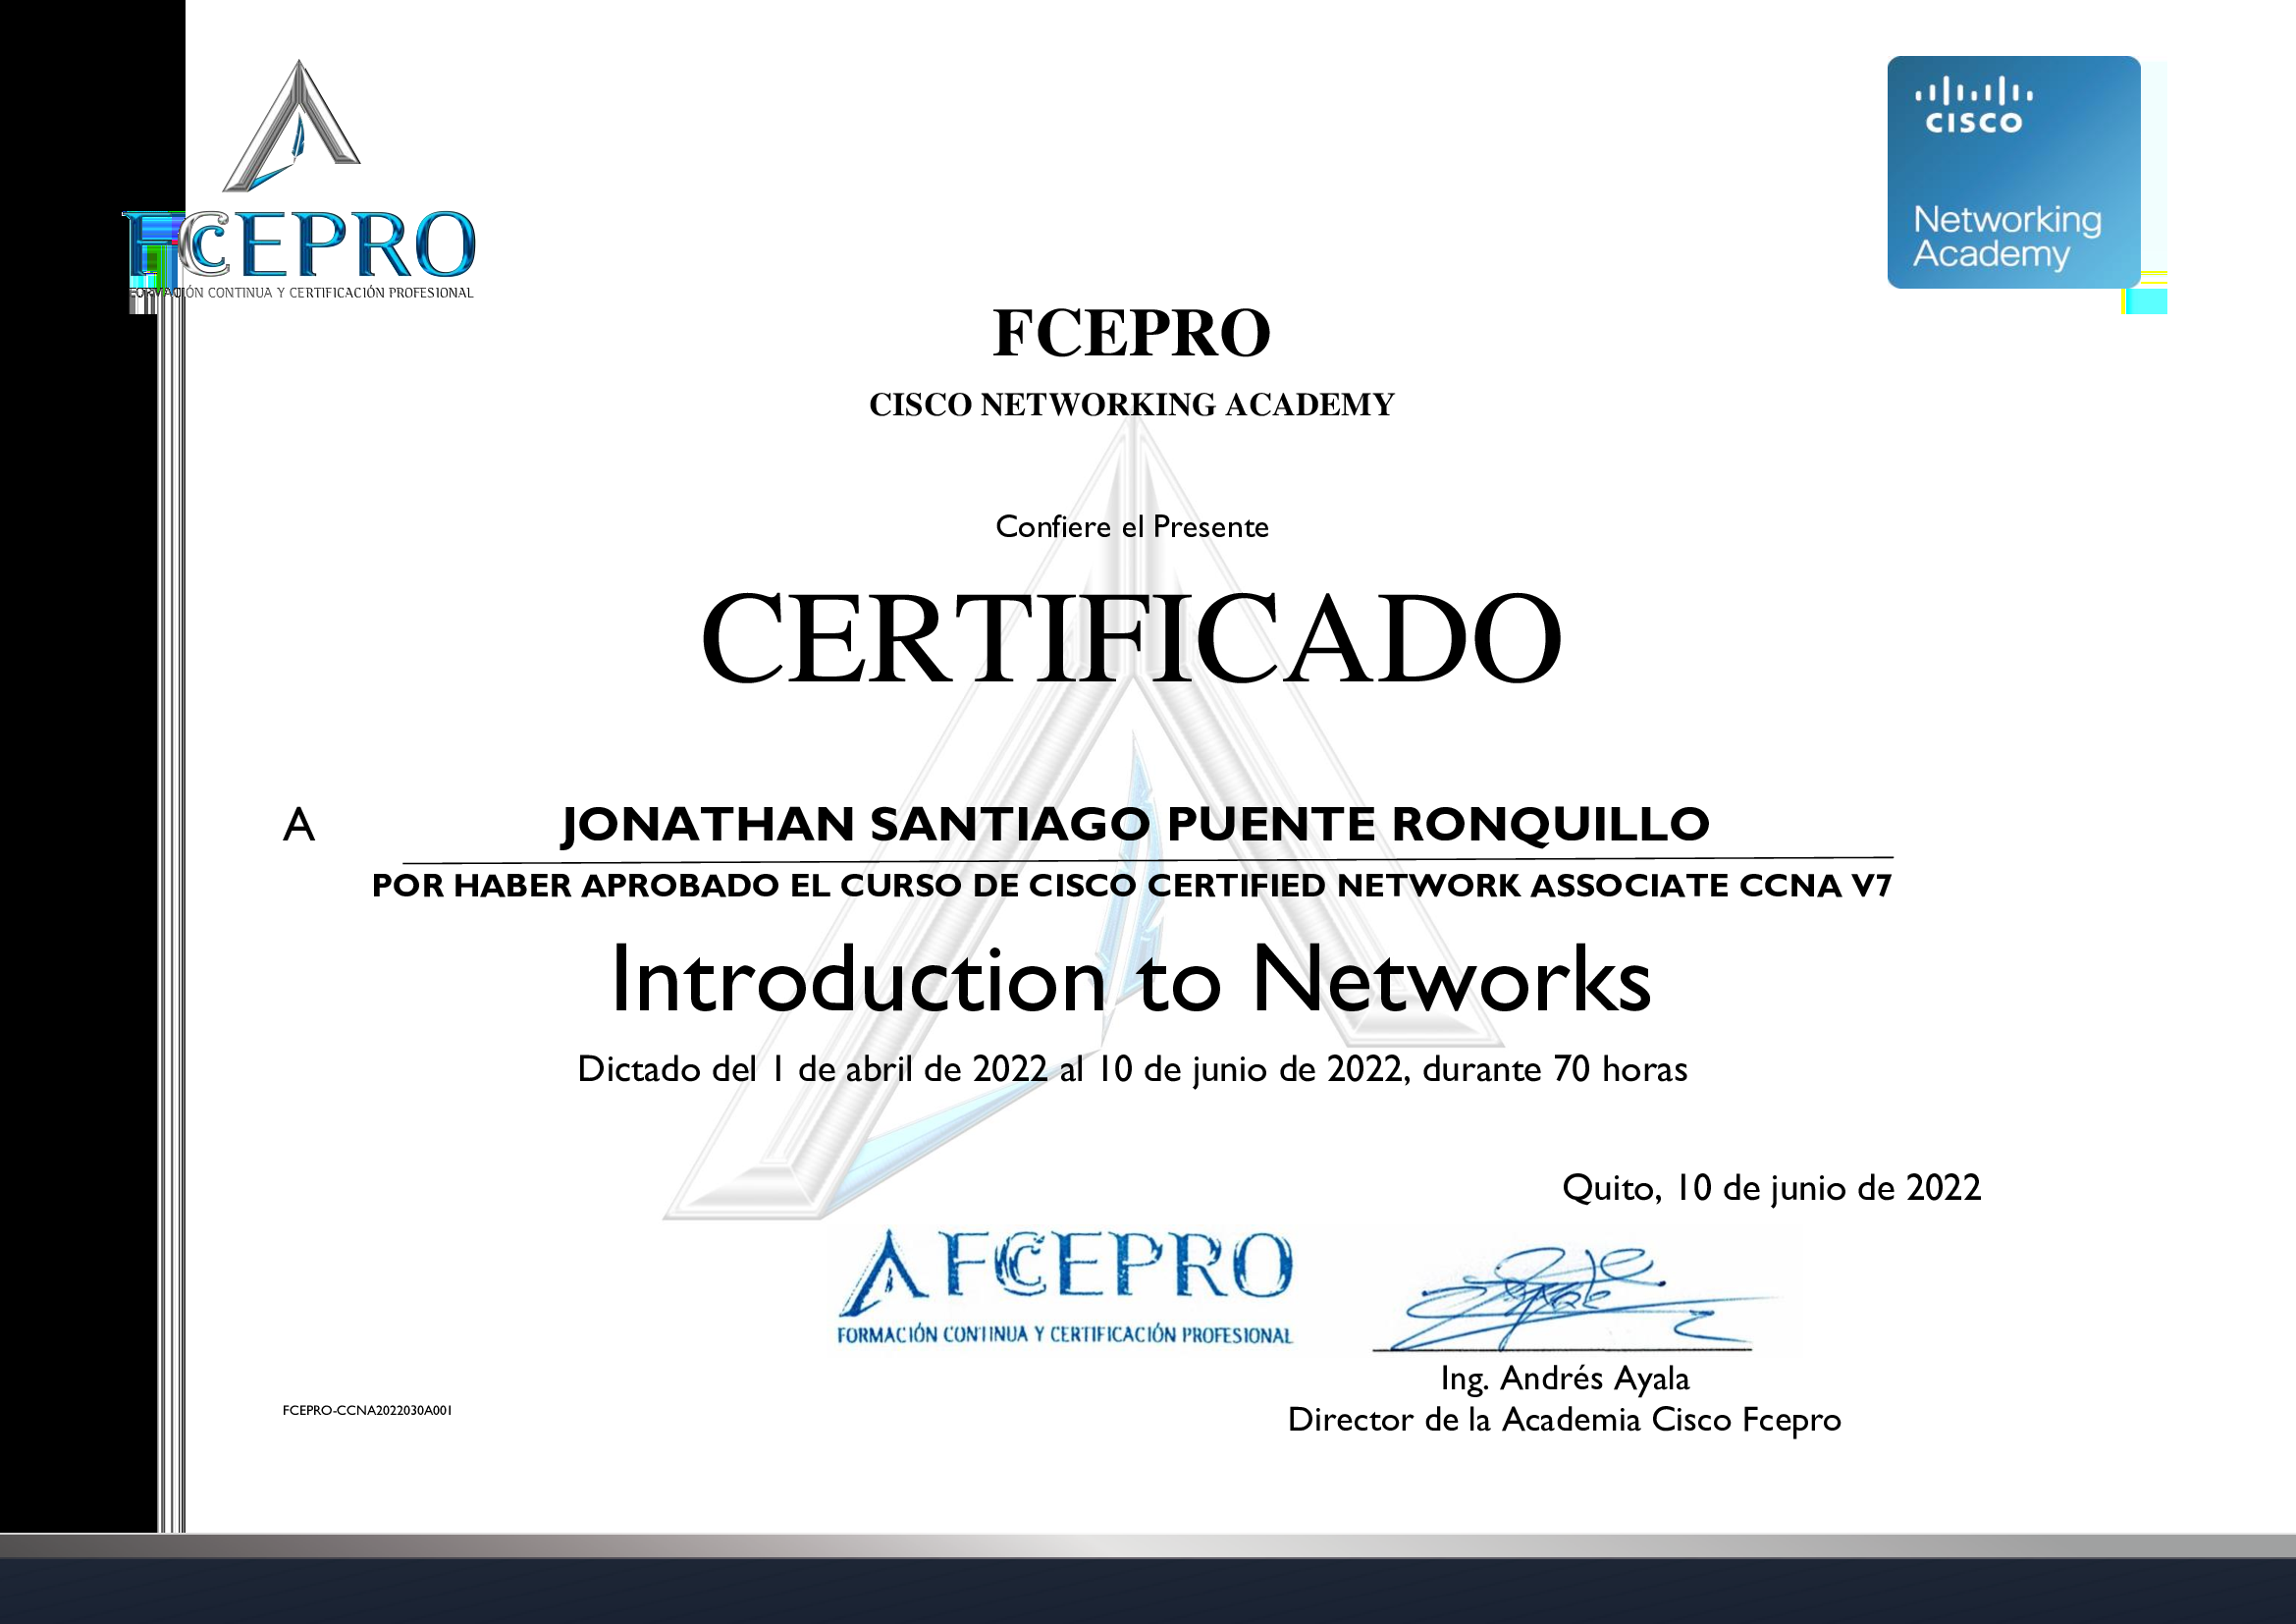 FCEPRO
FORMACIÓN CONTINUA Y CERTIFICACIÓN PROFESIONAL
CISCO
Networking
Academy
FCEPRO
CISCO NETWORKING ACADEMY
Confiere el Presente
CERTIFICADO
A JONATHAN SANTIAGO PUENTE RONQUILLO
POR HABER APROBADO EL CURSO DE CISCO CERTIFIED NETWORK ASSOCIATE CCNA V7
Introduction to Networks
Dictado del 1 de abril de 2022 al 10 de junio de 2022, durante 70 horas
Quito, 10 de junio de 2022
FCEPRO
FORMACIÓN CONTINUA Y CERTIFICACIÓN PROFESIONAL
Ing. Andrés Ayala
Director de la Academia Cisco Fcepro
FCEPRO-CCNA2022030A001